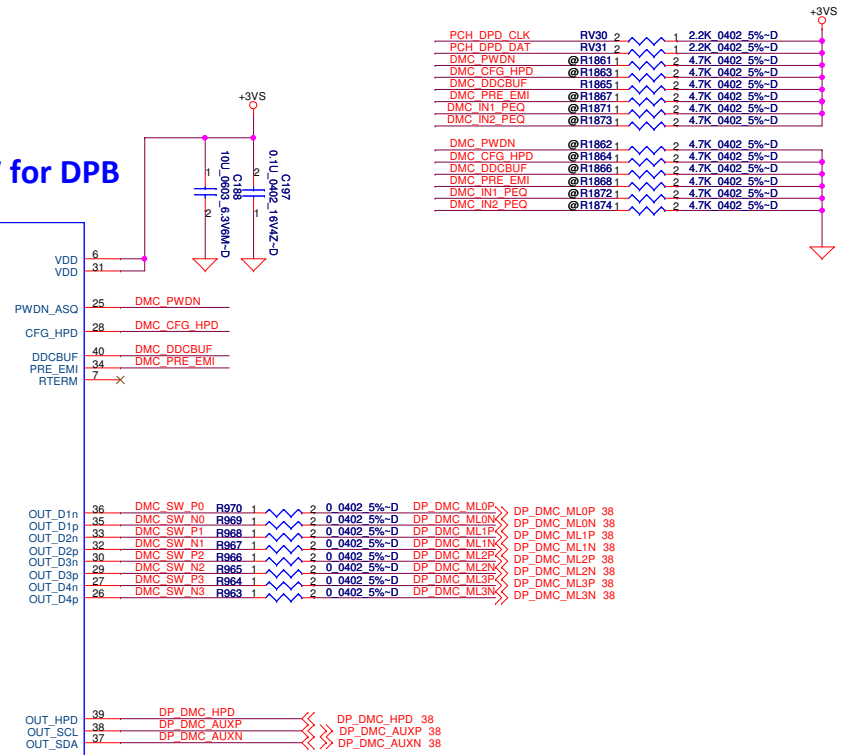 +3VS
PCH_DPD_CLK RV30 2 1 2.2K_0402_5%~D
PCH_DPD_DAT RV31 2 1 2.2K_0402_5%~D
DMC_PWDN @R1861 1 2 4.7K_0402_5%~D
DMC_CFG_HPD @R1863 1 2 4.7K_0402_5%~D
DMC_DDCBUF R1865 1 2 4.7K_0402_5%~D
DMC_PRE_EMI @R1867 1 2 4.7K_0402_5%~D
DMC_IN1_PEQ @R1871 1 2 4.7K_0402_5%~D
DMC_IN2_PEQ @R1873 1 2 4.7K_0402_5%~D
DMC_PWDN @R1862 1 2 4.7K_0402_5%~D
DMC_CFG_HPD @R1864 1 2 4.7K_0402_5%~D
DMC_DDCBUF @R1866 1 2 4.7K_0402_5%~D
DMC_PRE_EMI @R1868 1 2 4.7K_0402_5%~D
DMC_IN1_PEQ @R1872 1 2 4.7K_0402_5%~D
DMC_IN2_PEQ @R1874 1 2 4.7K_0402_5%~D
+3VS
for DPB
1 2 C188
10U_0603_6.3V6M~D
2 1 C197
0.1U_0402_16V4Z~D
VDD 6
VDD 31
PWDN_ASQ 25 DMC_PWDN
CFG_HPD 28 DMC_CFG_HPD
DDCBUF 40 DMC_DDCBUF
PRE_EMI 34 DMC_PRE_EMI
RTERM 7
OUT_D1n 36 DMC_SW_P0 R970 1 2 0_0402_5%~D DP_DMC_ML0P DP_DMC_ML0P 38
OUT_D1p 35 DMC_SW_N0 R969 1 2 0_0402_5%~D DP_DMC_ML0N DP_DMC_ML0N 38
OUT_D2n 33 DMC_SW_P1 R968 1 2 0_0402_5%~D DP_DMC_ML1P DP_DMC_ML1P 38
OUT_D2p 32 DMC_SW_N1 R967 1 2 0_0402_5%~D DP_DMC_ML1N DP_DMC_ML1N 38
OUT_D3n 30 DMC_SW_P2 R966 1 2 0_0402_5%~D DP_DMC_ML2P DP_DMC_ML2P 38
OUT_D3p 29 DMC_SW_N2 R965 1 2 0_0402_5%~D DP_DMC_ML2N DP_DMC_ML2N 38
OUT_D4n 27 DMC_SW_P3 R964 1 2 0_0402_5%~D DP_DMC_ML3P DP_DMC_ML3P 38
OUT_D4p 26 DMC_SW_N3 R963 1 2 0_0402_5%~D DP_DMC_ML3N DP_DMC_ML3N 38
OUT_HPD 39 DP_DMC_HPD DP_DMC_HPD 38
OUT_SCL 38 DP_DMC_AUXP DP_DMC_AUXP 38
OUT_SDA 37 DP_DMC_AUXN DP_DMC_AUXN 38